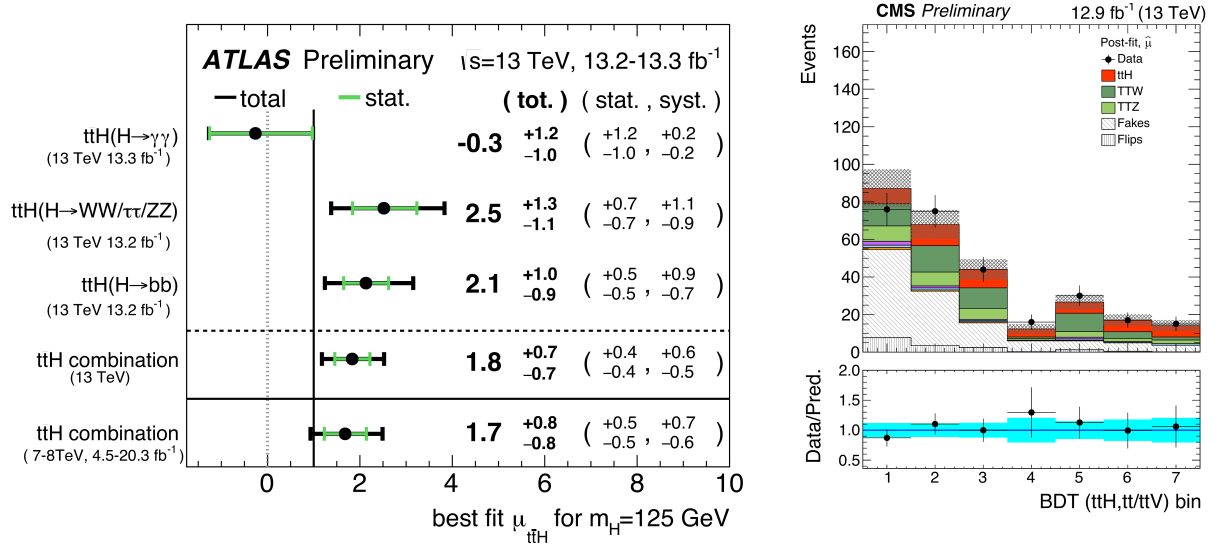 ATLAS Preliminary √s=13 TeV, 13.2-13.3 fb⁻¹
total stat. ( tot. ) ( stat. , syst. )
ttH(H→γγ)
(13 TeV 13.3 fb⁻¹)
-0.3 +1.2 −1.0 ( +1.2 −1.0 , +0.2 −0.2 )
ttH(H→WW/ττ/ZZ)
(13 TeV 13.2 fb⁻¹)
2.5 +1.3 −1.1 ( +0.7 −0.7 , +1.1 −0.9 )
ttH(H→bb)
(13 TeV 13.2 fb⁻¹)
2.1 +1.0 −0.9 ( +0.5 −0.5 , +0.9 −0.7 )
ttH combination
(13 TeV)
1.8 +0.7 −0.7 ( +0.4 −0.4 , +0.6 −0.5 )
ttH combination
( 7-8TeV, 4.5-20.3 fb⁻¹)
1.7 +0.8 −0.8 ( +0.5 −0.5 , +0.7 −0.6 )
0 2 4 6 8 10
best fit μ tt̄H for m_H=125 GeV
CMS Preliminary 12.9 fb⁻¹ (13 TeV)
Events
160
140
120
100
80
60
40
20
0
Post-fit, μ̂
Data
ttH
TTW
TTZ
Fakes
Flips
Data/Pred.
2.0
1.5
1.0
0.5
1 2 3 4 5 6 7
BDT (ttH,tt/ttV) bin